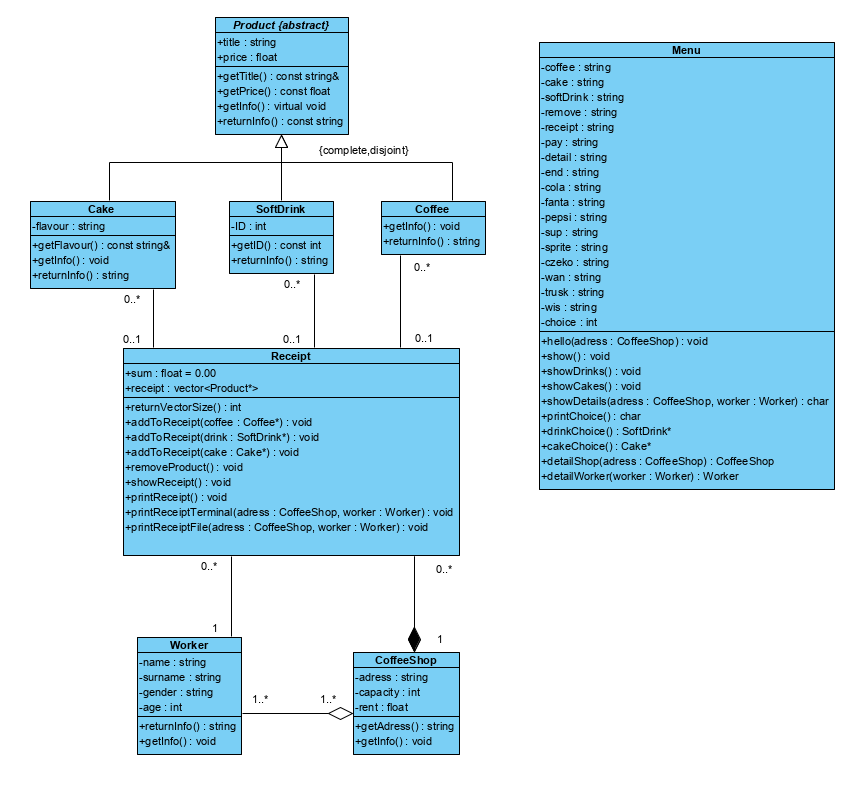 Product {abstract}
+title : string
+price : float
+getTitle() : const string&
+getPrice() : const float
+getInfo() : virtual void
+returnInfo() : const string
{complete,disjoint}
Cake
-flavour : string
+getFlavour() : const string&
+getInfo() : void
+returnInfo() : string
SoftDrink
-ID : int
+getID() : const int
+returnInfo() : string
Coffee
+getInfo() : void
+returnInfo() : string
0..*
0..*
0..*
0..1
0..1
0..1
Receipt
+sum : float = 0.00
+receipt : vector<Product*>
+returnVectorSize() : int
+addToReceipt(coffee : Coffee*) : void
+addToReceipt(drink : SoftDrink*) : void
+addToReceipt(cake : Cake*) : void
+removeProduct() : void
+showReceipt() : void
+printReceipt() : void
+printReceiptTerminal(adress : CoffeeShop, worker : Worker) : void
+printReceiptFile(adress : CoffeeShop, worker : Worker) : void
0..*
0..*
1
1
Worker
-name : string
-surname : string
-gender : string
-age : int
+returnInfo() : string
+getInfo() : void
1..*
1..*
CoffeeShop
-adress : string
-capacity : int
-rent : float
+getAdress() : string
+getInfo() : void
Menu
-coffee : string
-cake : string
-softDrink : string
-remove : string
-receipt : string
-pay : string
-detail : string
-end : string
-cola : string
-fanta : string
-pepsi : string
-sup : string
-sprite : string
-czeko : string
-wan : string
-trusk : string
-wis : string
-choice : int
+hello(adress : CoffeeShop) : void
+show() : void
+showDrinks() : void
+showCakes() : void
+showDetails(adress : CoffeeShop, worker : Worker) : char
+printChoice() : char
+drinkChoice() : SoftDrink*
+cakeChoice() : Cake*
+detailShop(adress : CoffeeShop) : CoffeeShop
+detailWorker(worker : Worker) : Worker